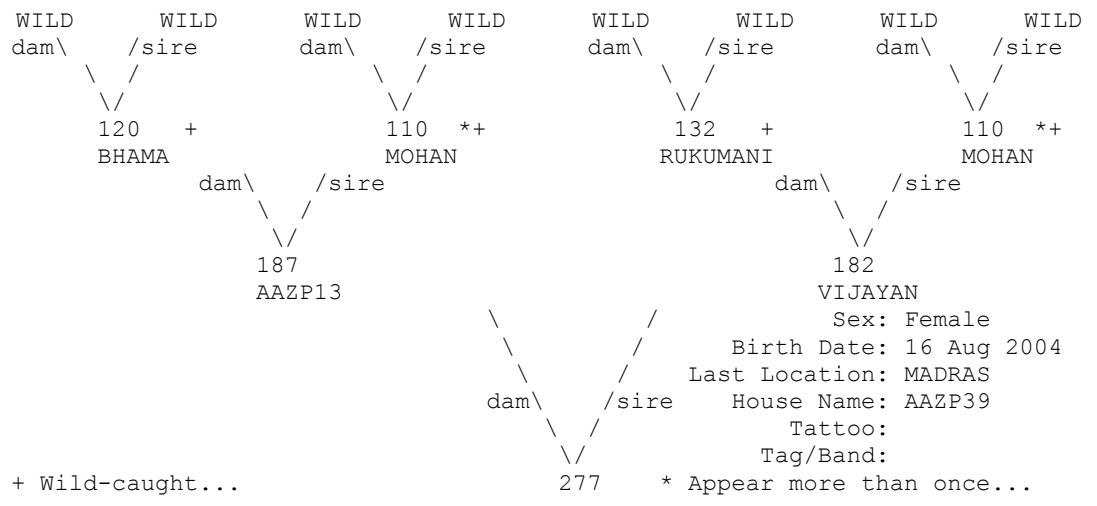 WILD WILD WILD WILD WILD WILD WILD WILD
dam\ /sire dam\ /sire dam\ /sire dam\ /sire
\ / \ / \ / \ /
\/ \/ \/ \/
120 + 110 *+ 132 + 110 *+
BHAMA MOHAN RUKUMANI MOHAN
dam\ /sire dam\ /sire
\ / \ /
\/ \/
187 182
AAZP13 VIJAYAN
\ / Sex: Female
\ / Birth Date: 16 Aug 2004
\ / Last Location: MADRAS
dam\ /sire House Name: AAZP39
\ / Tattoo:
\/ Tag/Band:
+ Wild-caught... 277 * Appear more than once...